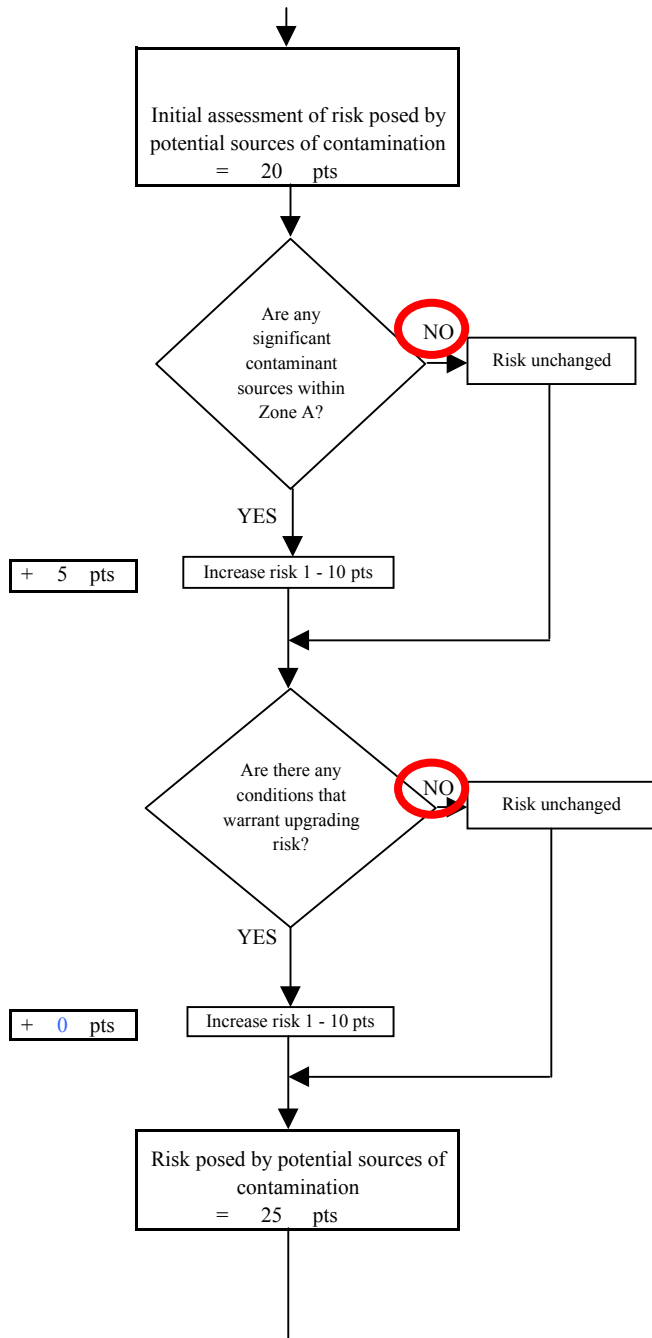 Initial assessment of risk posed by
potential sources of contamination
= 20 pts
Are any
significant
contaminant
sources within
Zone A?
NO
Risk unchanged
YES
+ 5 pts
Increase risk 1 - 10 pts
Are there any
conditions that
warrant upgrading
risk?
NO
Risk unchanged
YES
+ 0 pts
Increase risk 1 - 10 pts
Risk posed by potential sources of
contamination
= 25 pts